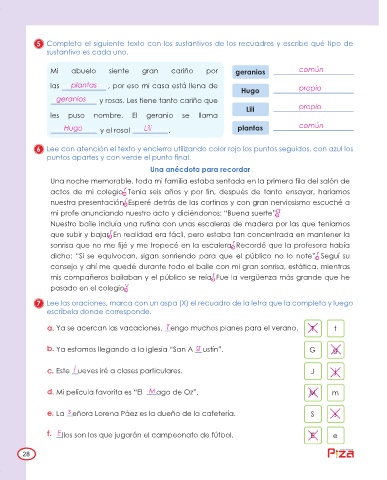 5 Completa el siguiente texto con los sustantivos de los recuadros y escribe qué tipo de
sustantivo es cada uno.
Mi abuelo siente gran cariño por
las plantas, por eso mi casa está llena de
geranios y rosas. Les tiene tanto cariño que
les puso nombre. El geranio se llama
Hugo y el rosal Lili.
geranios común
Hugo propio
Lili propio
plantas común
6 Lee con atención el texto y encierra utilizando color rojo los puntos seguidos, con azul los
puntos apartes y con verde el punto final.
Una anécdota para recordar
Una noche memorable, toda mi familia estaba sentada en la primera fila del salón de
actos de mi colegio. Tenía seis años y por fin, después de tanto ensayar, haríamos
nuestra presentación. Esperé detrás de las cortinas y con gran nerviosismo escuché a
mi profe anunciando nuestro acto y diciéndonos: "Buena suerte".
Nuestro baile incluía una rutina con unas escaleras de madera por las que teníamos
que subir y bajar. En realidad era fácil, pero estaba tan concentrada en mantener la
sonrisa que no me fijé y me tropecé en la escalera. Recordé que la profesora había
dicho: "Si se equivocan, sigan sonriendo para que el público no lo note". Seguí su
consejo y ahí me quedé durante todo el baile con mi gran sonrisa, estática, mientras
mis compañeros bailaban y el público se reía. Fue la vergüenza más grande que he
pasado en el colegio.
7 Lee las oraciones, marca con un aspa (X) el recuadro de la letra que la completa y luego
escríbela donde corresponde.
a. Ya se acercan las vacaciones. Tengo muchos planes para el verano. T t
b. Ya estamos llegando a la iglesia "San A g ustín". G g
c. Este jueves iré a clases particulares. J j
d. Mi película favorita es "El Mago de Oz". M m
e. La señora Lorena Páez es la dueña de la cafetería. S s
f. Ellos son los que jugarán el campeonato de fútbol. E e
28
Piza